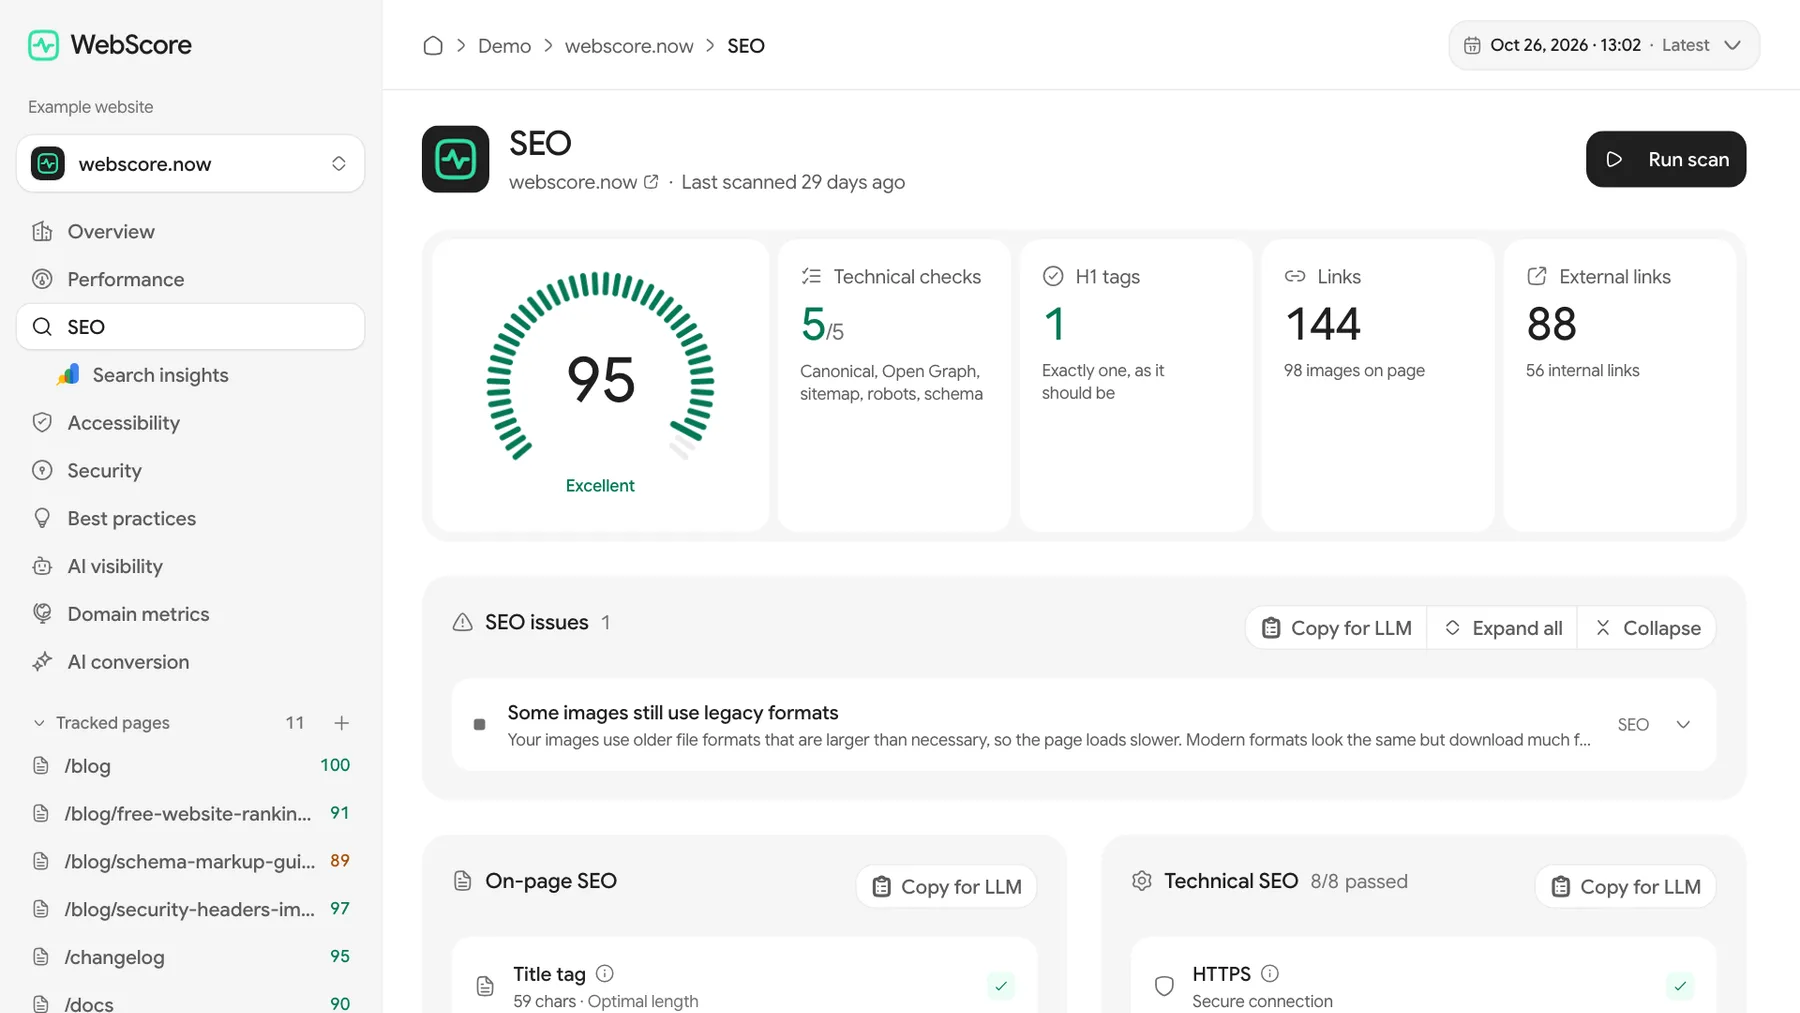 WebScore
Example website
webscore.now
Overview
Performance
SEO
Search insights
Accessibility
Security
Best practices
AI visibility
Domain metrics
AI conversion
Tracked pages 11
/blog 100
/blog/free-website-rankin... 91
/blog/schema-markup-gui... 89
/blog/security-headers-im... 97
/changelog 95
/docs 90
Demo > webscore.now > SEO
Oct 26, 2026 · 13:02 · Latest
SEO
webscore.now · Last scanned 29 days ago
Run scan
95
Excellent
Technical checks
5/5
Canonical, Open Graph,
sitemap, robots, schema
H1 tags
1
Exactly one, as it
should be
Links
144
98 images on page
External links
88
56 internal links
SEO issues 1
Copy for LLM
Expand all
Collapse
Some images still use legacy formats
Your images use older file formats that are larger than necessary, so the page loads slower. Modern formats look the same but download much f...
SEO
On-page SEO
Copy for LLM
Title tag
59 chars · Optimal length
Technical SEO 8/8 passed
Copy for LLM
HTTPS
Secure connection